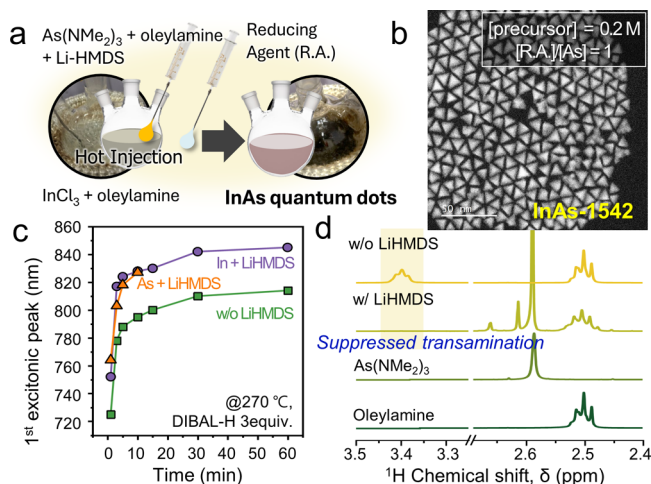 a
As(NMe2)3 + oleylamine
+ Li-HMDS
Reducing
Agent (R.A.)
Hot Injection
InCl3 + oleylamine
InAs quantum dots
b
[precursor] = 0.2 M
[R.A.]/[As] = 1
50 nm
InAs-1542
c
1st excitonic peak (nm)
860
840
820
800
780
760
740
720
In + LiHMDS
As + LiHMDS
w/o LiHMDS
@270 ℃,
DIBAL-H 3equiv.
0 10 20 30 40 50 60
Time (min)
d
w/o LiHMDS
w/ LiHMDS
Suppressed transamination
As(NMe2)3
Oleylamine
3.5 3.4 3.3 2.6 2.5 2.4
1H Chemical shift, δ (ppm)